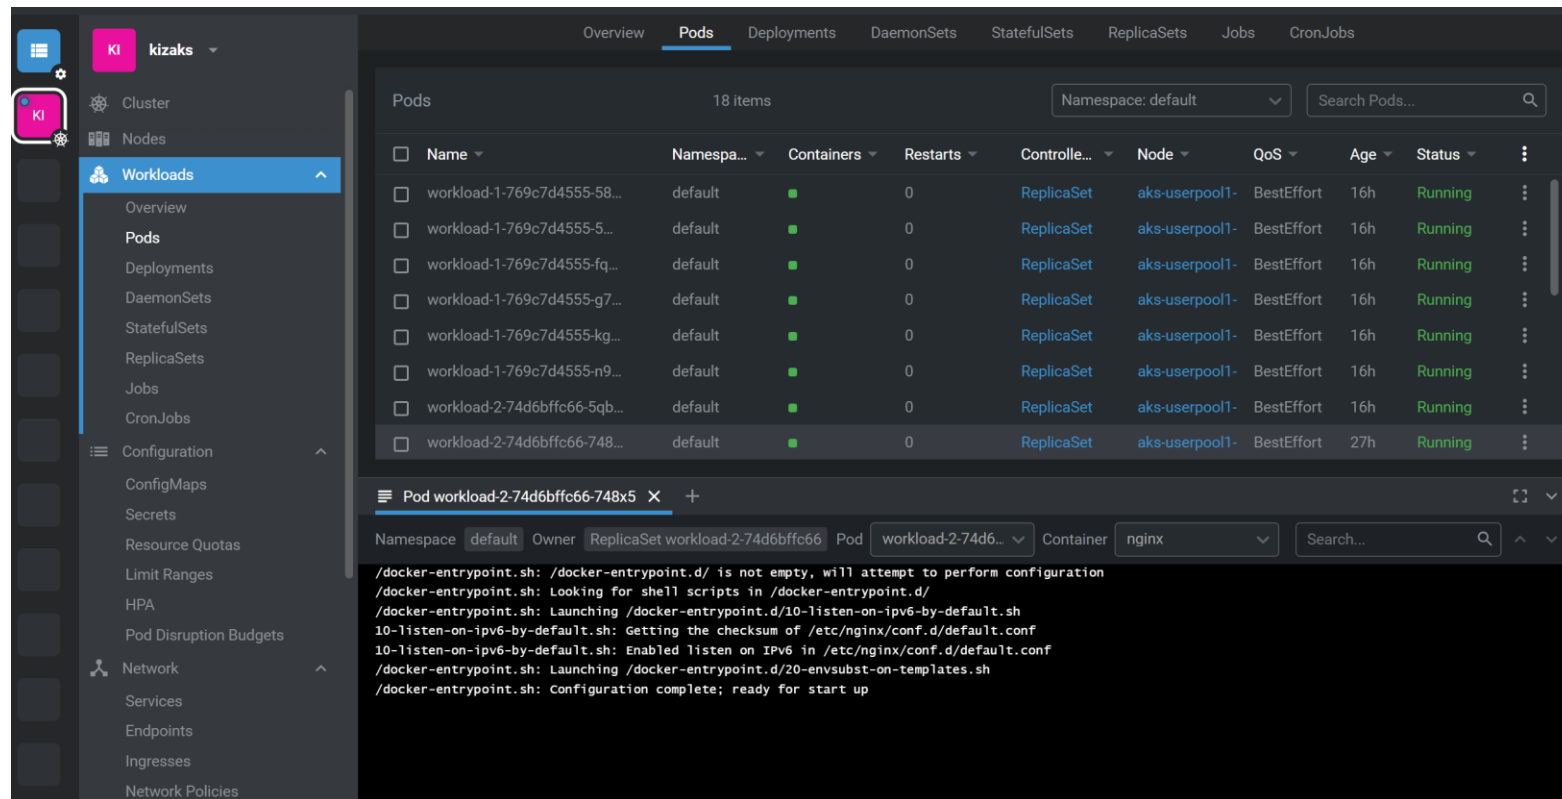 Overview Pods Deployments DaemonSets StatefulSets ReplicaSets Jobs CronJobs
KI kizaks
KI
Cluster
Nodes
Workloads
Overview
Pods
Deployments
DaemonSets
StatefulSets
ReplicaSets
Jobs
CronJobs
Configuration
ConfigMaps
Secrets
Resource Quotas
Limit Ranges
HPA
Pod Disruption Budgets
Network
Services
Endpoints
Ingresses
Network Policies
Pods 18 items Namespace: default Search Pods...
Name Namespa... Containers Restarts Controlle... Node QoS Age Status
workload-1-769c7d4555-58... default 0 ReplicaSet aks-userpool1- BestEffort 16h Running
workload-1-769c7d4555-5... default 0 ReplicaSet aks-userpool1- BestEffort 16h Running
workload-1-769c7d4555-fq... default 0 ReplicaSet aks-userpool1- BestEffort 16h Running
workload-1-769c7d4555-g7... default 0 ReplicaSet aks-userpool1- BestEffort 16h Running
workload-1-769c7d4555-kg... default 0 ReplicaSet aks-userpool1- BestEffort 16h Running
workload-1-769c7d4555-n9... default 0 ReplicaSet aks-userpool1- BestEffort 16h Running
workload-2-74d6bffc66-5qb... default 0 ReplicaSet aks-userpool1- BestEffort 16h Running
workload-2-74d6bffc66-748... default 0 ReplicaSet aks-userpool1- BestEffort 27h Running
Pod workload-2-74d6bffc66-748x5
Namespace default Owner ReplicaSet workload-2-74d6bffc66 Pod workload-2-74d6... Container nginx Search...
/docker-entrypoint.sh: /docker-entrypoint.d/ is not empty, will attempt to perform configuration
/docker-entrypoint.sh: Looking for shell scripts in /docker-entrypoint.d/
/docker-entrypoint.sh: Launching /docker-entrypoint.d/10-listen-on-ipv6-by-default.sh
10-listen-on-ipv6-by-default.sh: Getting the checksum of /etc/nginx/conf.d/default.conf
10-listen-on-ipv6-by-default.sh: Enabled listen on IPv6 in /etc/nginx/conf.d/default.conf
/docker-entrypoint.sh: Launching /docker-entrypoint.d/20-envsubst-on-templates.sh
/docker-entrypoint.sh: Configuration complete; ready for start up